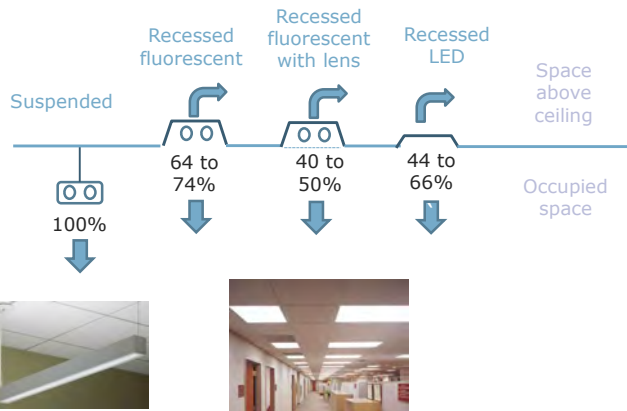 Suspended
Recessed
fluorescent
Recessed
fluorescent
with lens
Recessed
LED
Space
above
ceiling
100%
64 to
74%
40 to
50%
44 to
66%
Occupied
space